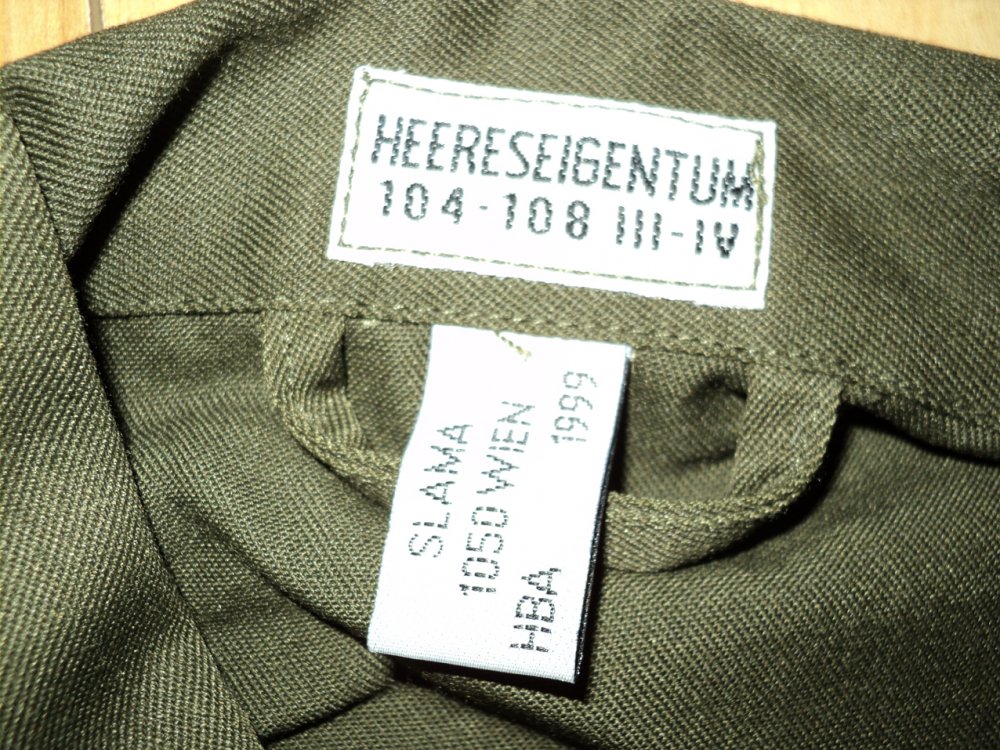 HEERESEIGENTUM
104-108 III-IV
SLAMA
1050 WIEN
HBA 1999